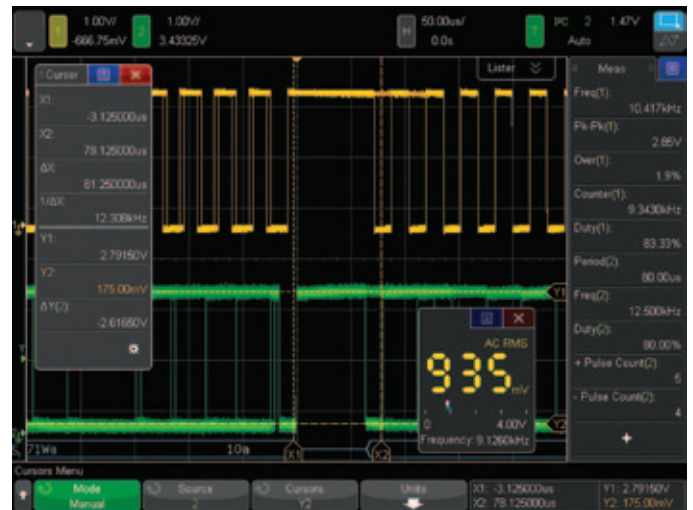 1 1.00V/ 2 1.00V/ H 50.00us/ T I²C 2 1.47V
-666.75mV 3.43325V 0.0s Auto
Cursor
X1:
-3.125000us
X2:
78.125000us
ΔX:
81.250000us
1/ΔX:
12.308kHz
Y1:
2.79150V
Y2:
175.00mV
ΔY(2):
-2.61650V
Lister
Meas
Freq(1):
10.417kHz
Pk-Pk(1):
2.85V
Over(1):
1.9%
Counter(1):
9.3430kHz
Duty(1):
83.33%
Period(2):
80.00us
Freq(2):
12.500kHz
Duty(2):
80.00%
+ Pulse Count(2):
5
- Pulse Count(2):
4
AC RMS
935 mV
0 4.00V
Frequency: 9.1260kHz
Y1
Y2
71Wa 10a X1 X2
Cursors Menu
Mode Source Cursors Units X1: -3.125000us Y1: 2.79150V
Manual 2 Y2 X2: 78.125000us Y2: 175.00mV